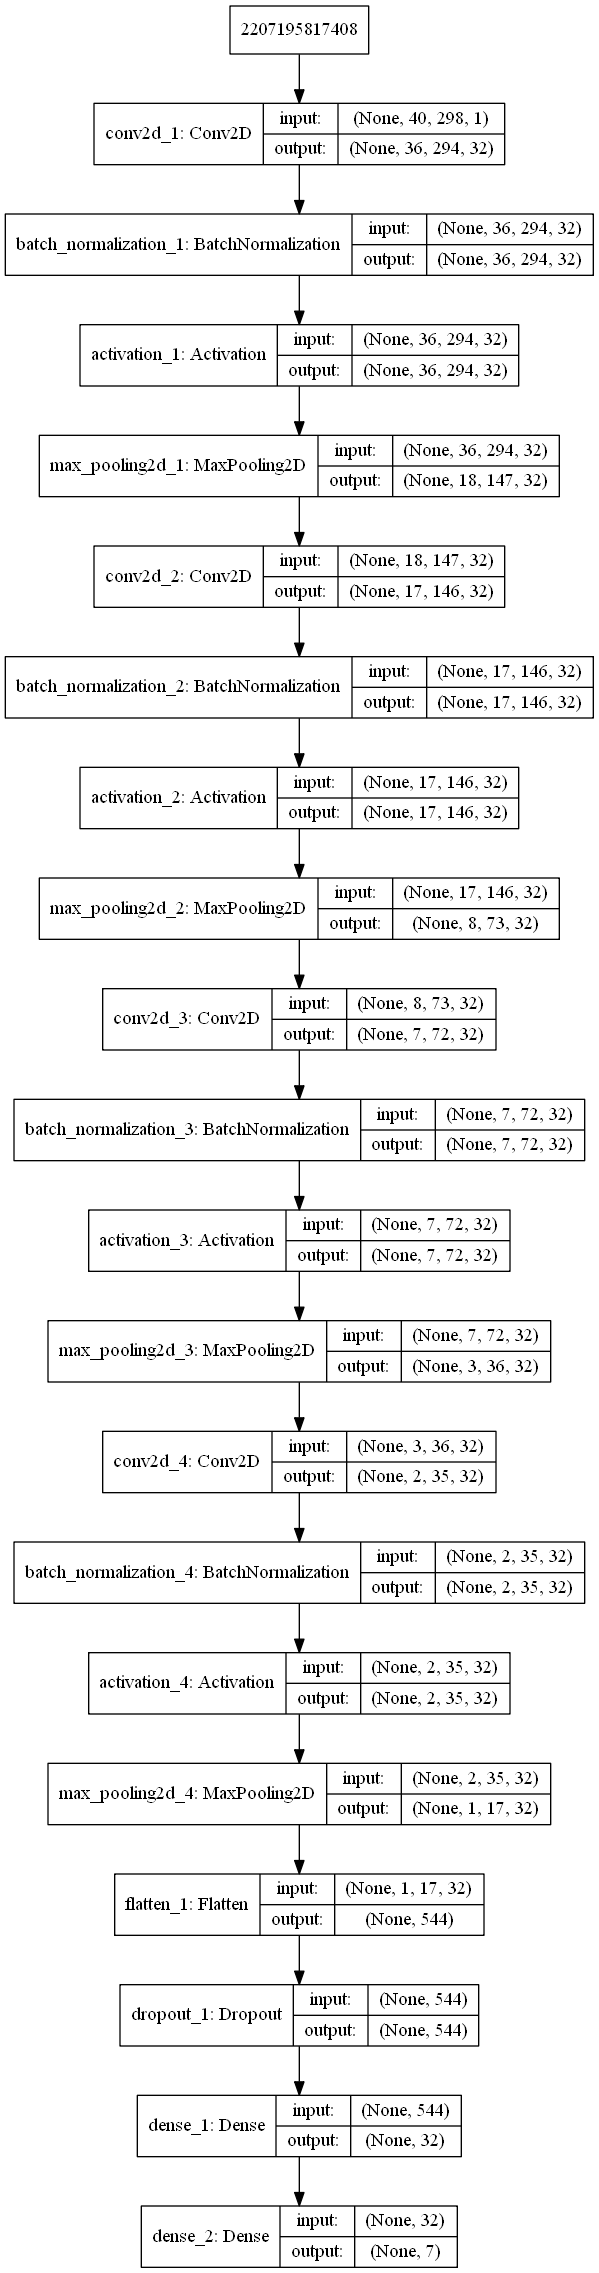 2207195817408
conv2d_1: Conv2D
input: (None, 40, 298, 1)
output: (None, 36, 294, 32)
batch_normalization_1: BatchNormalization
input: (None, 36, 294, 32)
output: (None, 36, 294, 32)
activation_1: Activation
input: (None, 36, 294, 32)
output: (None, 36, 294, 32)
max_pooling2d_1: MaxPooling2D
input: (None, 36, 294, 32)
output: (None, 18, 147, 32)
conv2d_2: Conv2D
input: (None, 18, 147, 32)
output: (None, 17, 146, 32)
batch_normalization_2: BatchNormalization
input: (None, 17, 146, 32)
output: (None, 17, 146, 32)
activation_2: Activation
input: (None, 17, 146, 32)
output: (None, 17, 146, 32)
max_pooling2d_2: MaxPooling2D
input: (None, 17, 146, 32)
output: (None, 8, 73, 32)
conv2d_3: Conv2D
input: (None, 8, 73, 32)
output: (None, 7, 72, 32)
batch_normalization_3: BatchNormalization
input: (None, 7, 72, 32)
output: (None, 7, 72, 32)
activation_3: Activation
input: (None, 7, 72, 32)
output: (None, 7, 72, 32)
max_pooling2d_3: MaxPooling2D
input: (None, 7, 72, 32)
output: (None, 3, 36, 32)
conv2d_4: Conv2D
input: (None, 3, 36, 32)
output: (None, 2, 35, 32)
batch_normalization_4: BatchNormalization
input: (None, 2, 35, 32)
output: (None, 2, 35, 32)
activation_4: Activation
input: (None, 2, 35, 32)
output: (None, 2, 35, 32)
max_pooling2d_4: MaxPooling2D
input: (None, 2, 35, 32)
output: (None, 1, 17, 32)
flatten_1: Flatten
input: (None, 1, 17, 32)
output: (None, 544)
dropout_1: Dropout
input: (None, 544)
output: (None, 544)
dense_1: Dense
input: (None, 544)
output: (None, 32)
dense_2: Dense
input: (None, 32)
output: (None, 7)